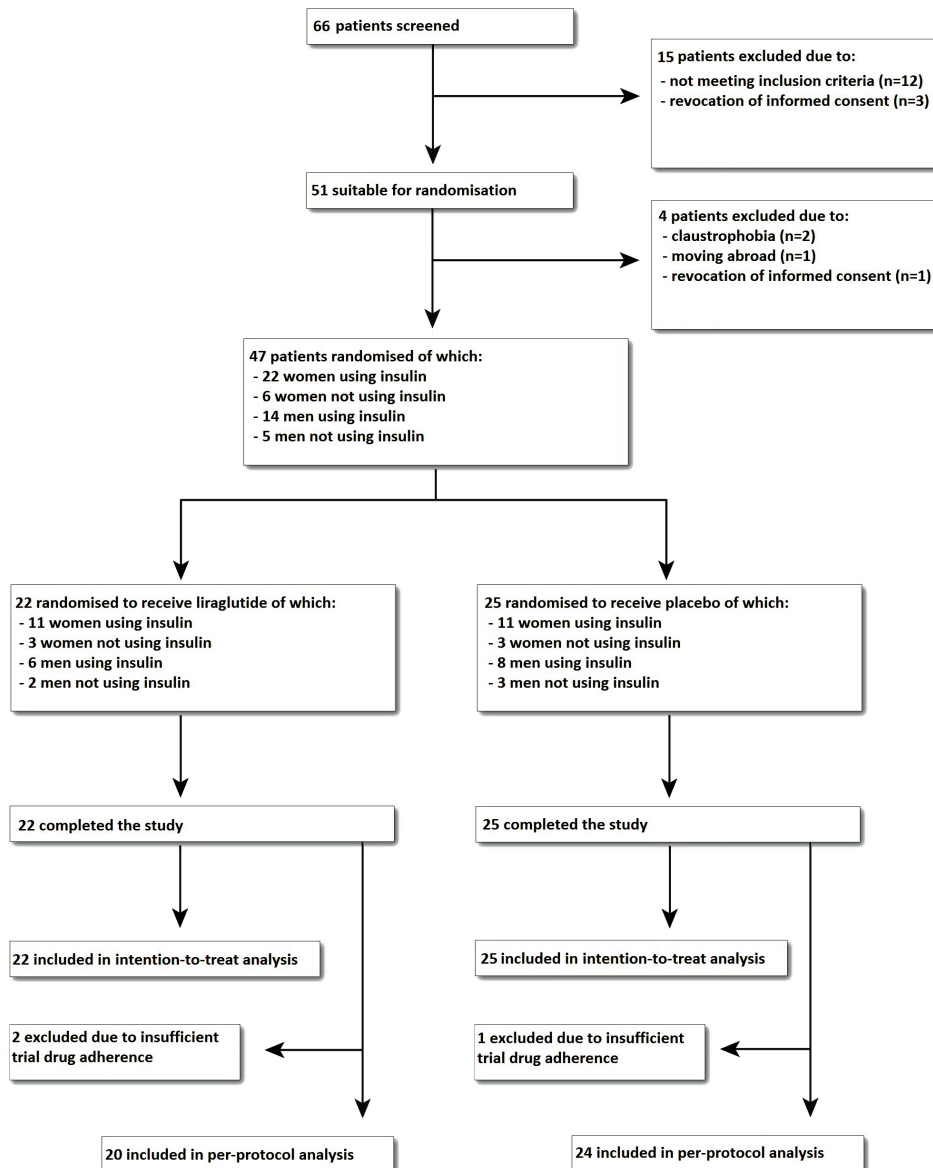 66 patients screened
15 patients excluded due to:
- not meeting inclusion criteria (n=12)
- revocation of informed consent (n=3)
51 suitable for randomisation
4 patients excluded due to:
- claustrophobia (n=2)
- moving abroad (n=1)
- revocation of informed consent (n=1)
47 patients randomised of which:
- 22 women using insulin
- 6 women not using insulin
- 14 men using insulin
- 5 men not using insulin
22 randomised to receive liraglutide of which:
- 11 women using insulin
- 3 women not using insulin
- 6 men using insulin
- 2 men not using insulin
25 randomised to receive placebo of which:
- 11 women using insulin
- 3 women not using insulin
- 8 men using insulin
- 3 men not using insulin
22 completed the study
25 completed the study
22 included in intention-to-treat analysis
25 included in intention-to-treat analysis
2 excluded due to insufficient
trial drug adherence
1 excluded due to insufficient
trial drug adherence
20 included in per-protocol analysis
24 included in per-protocol analysis